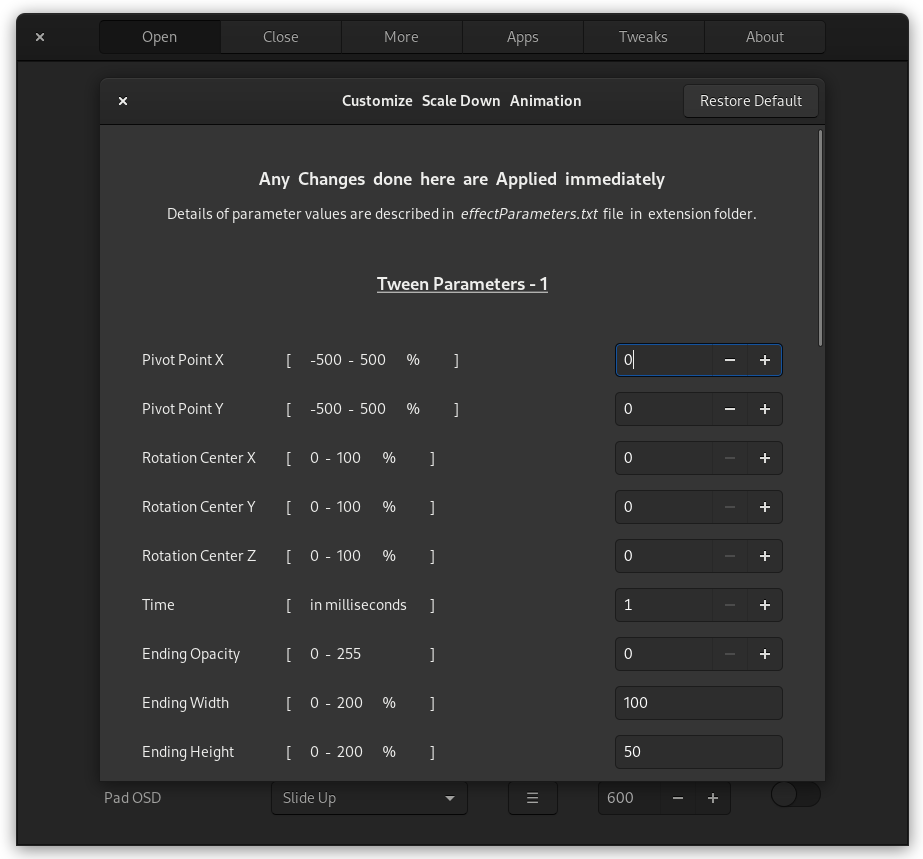 Open Close More Apps Tweaks About
Customize Scale Down Animation Restore Default
Any Changes done here are Applied immediately
Details of parameter values are described in effectParameters.txt file in extension folder.
Tween Parameters - 1
Pivot Point X [ -500 - 500 % ] 0
Pivot Point Y [ -500 - 500 % ] 0
Rotation Center X [ 0 - 100 % ] 0
Rotation Center Y [ 0 - 100 % ] 0
Rotation Center Z [ 0 - 100 % ] 0
Time [ in milliseconds ] 1
Ending Opacity [ 0 - 255 ] 0
Ending Width [ 0 - 200 % ] 100
Ending Height [ 0 - 200 % ] 50
Pad OSD Slide Up 600